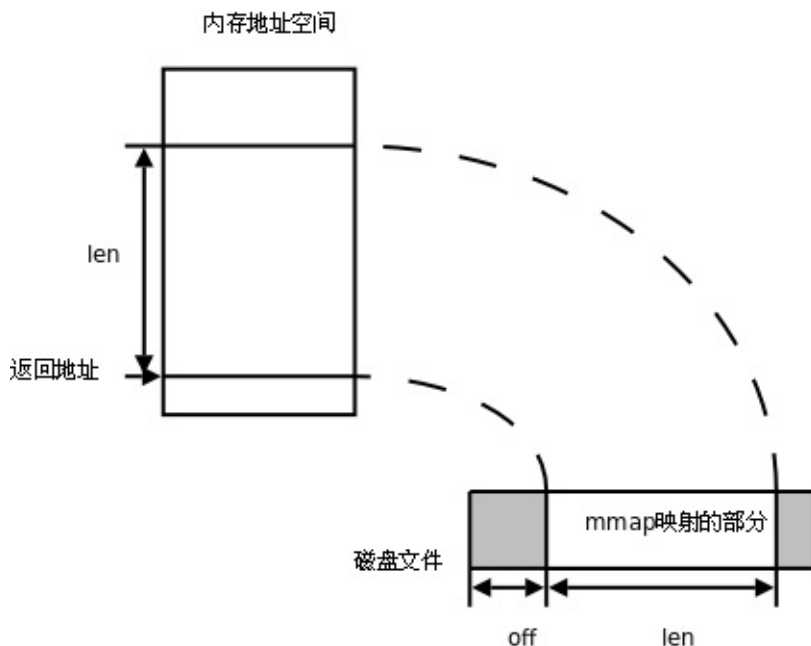 内存地址空间
len
返回地址
mmap映射的部分
磁盘文件
off
len